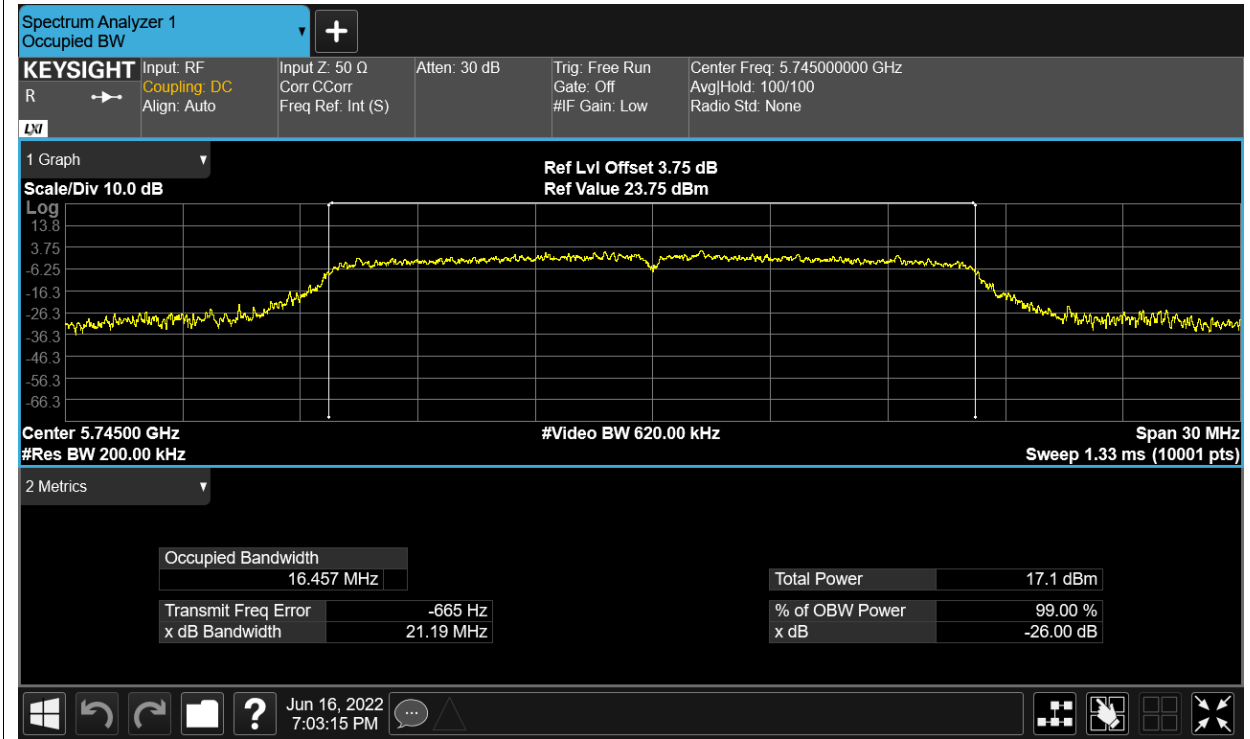 Spectrum Analyzer 1
Occupied BW
KEYSIGHT
R
LXI
Input: RF
Coupling: DC
Align: Auto
Input Z: 50 Ω
Corr CCorr
Freq Ref: Int (S)
Atten: 30 dB
Trig: Free Run
Gate: Off
#IF Gain: Low
Center Freq: 5.745000000 GHz
Avg|Hold: 100/100
Radio Std: None
1 Graph
Scale/Div 10.0 dB
Ref Lvl Offset 3.75 dB
Ref Value 23.75 dBm
Log
13.8
3.75
-6.25
-16.3
-26.3
-36.3
-46.3
-56.3
-66.3
Center 5.74500 GHz
#Video BW 620.00 kHz
Span 30 MHz
#Res BW 200.00 kHz
Sweep 1.33 ms (10001 pts)
2 Metrics
Occupied Bandwidth
16.457 MHz
Total Power 17.1 dBm
Transmit Freq Error -665 Hz
% of OBW Power 99.00 %
x dB Bandwidth 21.19 MHz
x dB -26.00 dB
?
Jun 16, 2022
7:03:15 PM